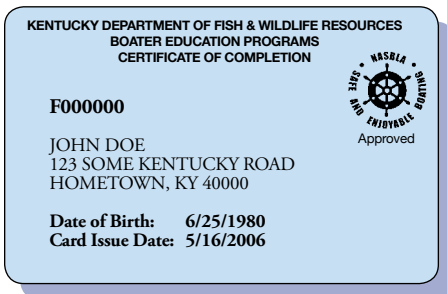 KENTUCKY DEPARTMENT OF FISH & WILDLIFE RESOURCES
BOATER EDUCATION PROGRAMS
CERTIFICATE OF COMPLETION
NASBLA
SAFE AND ENJOYABLE BOATING
Approved
F000000
JOHN DOE
123 SOME KENTUCKY ROAD
HOMETOWN, KY 40000
Date of Birth: 6/25/1980
Card Issue Date: 5/16/2006